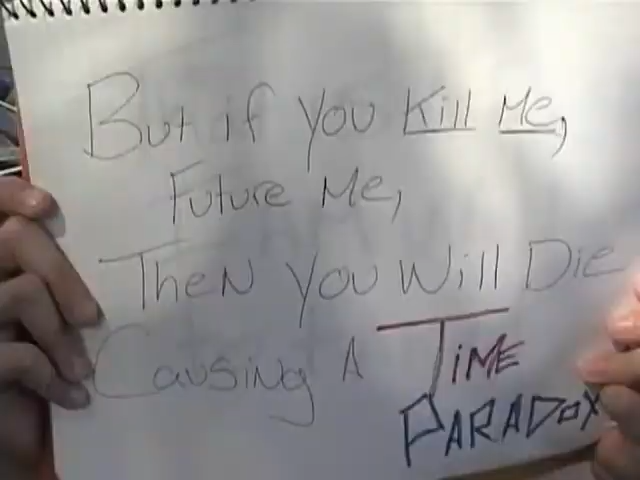 But if you Kill Me,
Future Me,
Then you Will Die
Causing A Time
Paradox